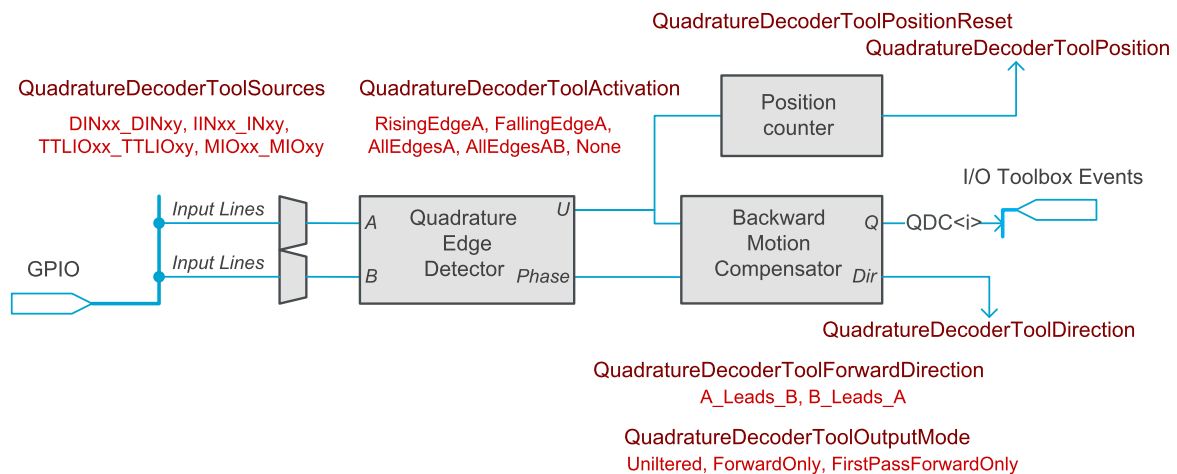 QuadratureDecoderToolPositionReset
QuadratureDecoderToolPosition
QuadratureDecoderToolSources
DINxx_DINxy, IINxx_INxy,
TTLIOxx_TTLIOxy, MIOxx_MIOxy
QuadratureDecoderToolActivation
RisingEdgeA, FallingEdgeA,
AllEdgesA, AllEdgesAB, None
Position
counter
I/O Toolbox Events
GPIO
Input Lines
Input Lines
A
B
Quadrature
Edge
Detector
U
Phase
Backward
Motion
Compensator
Q
Dir
QDC<i>
QuadratureDecoderToolDirection
QuadratureDecoderToolForwardDirection
A_Leads_B, B_Leads_A
QuadratureDecoderToolOutputMode
Uniltered, ForwardOnly, FirstPassForwardOnly